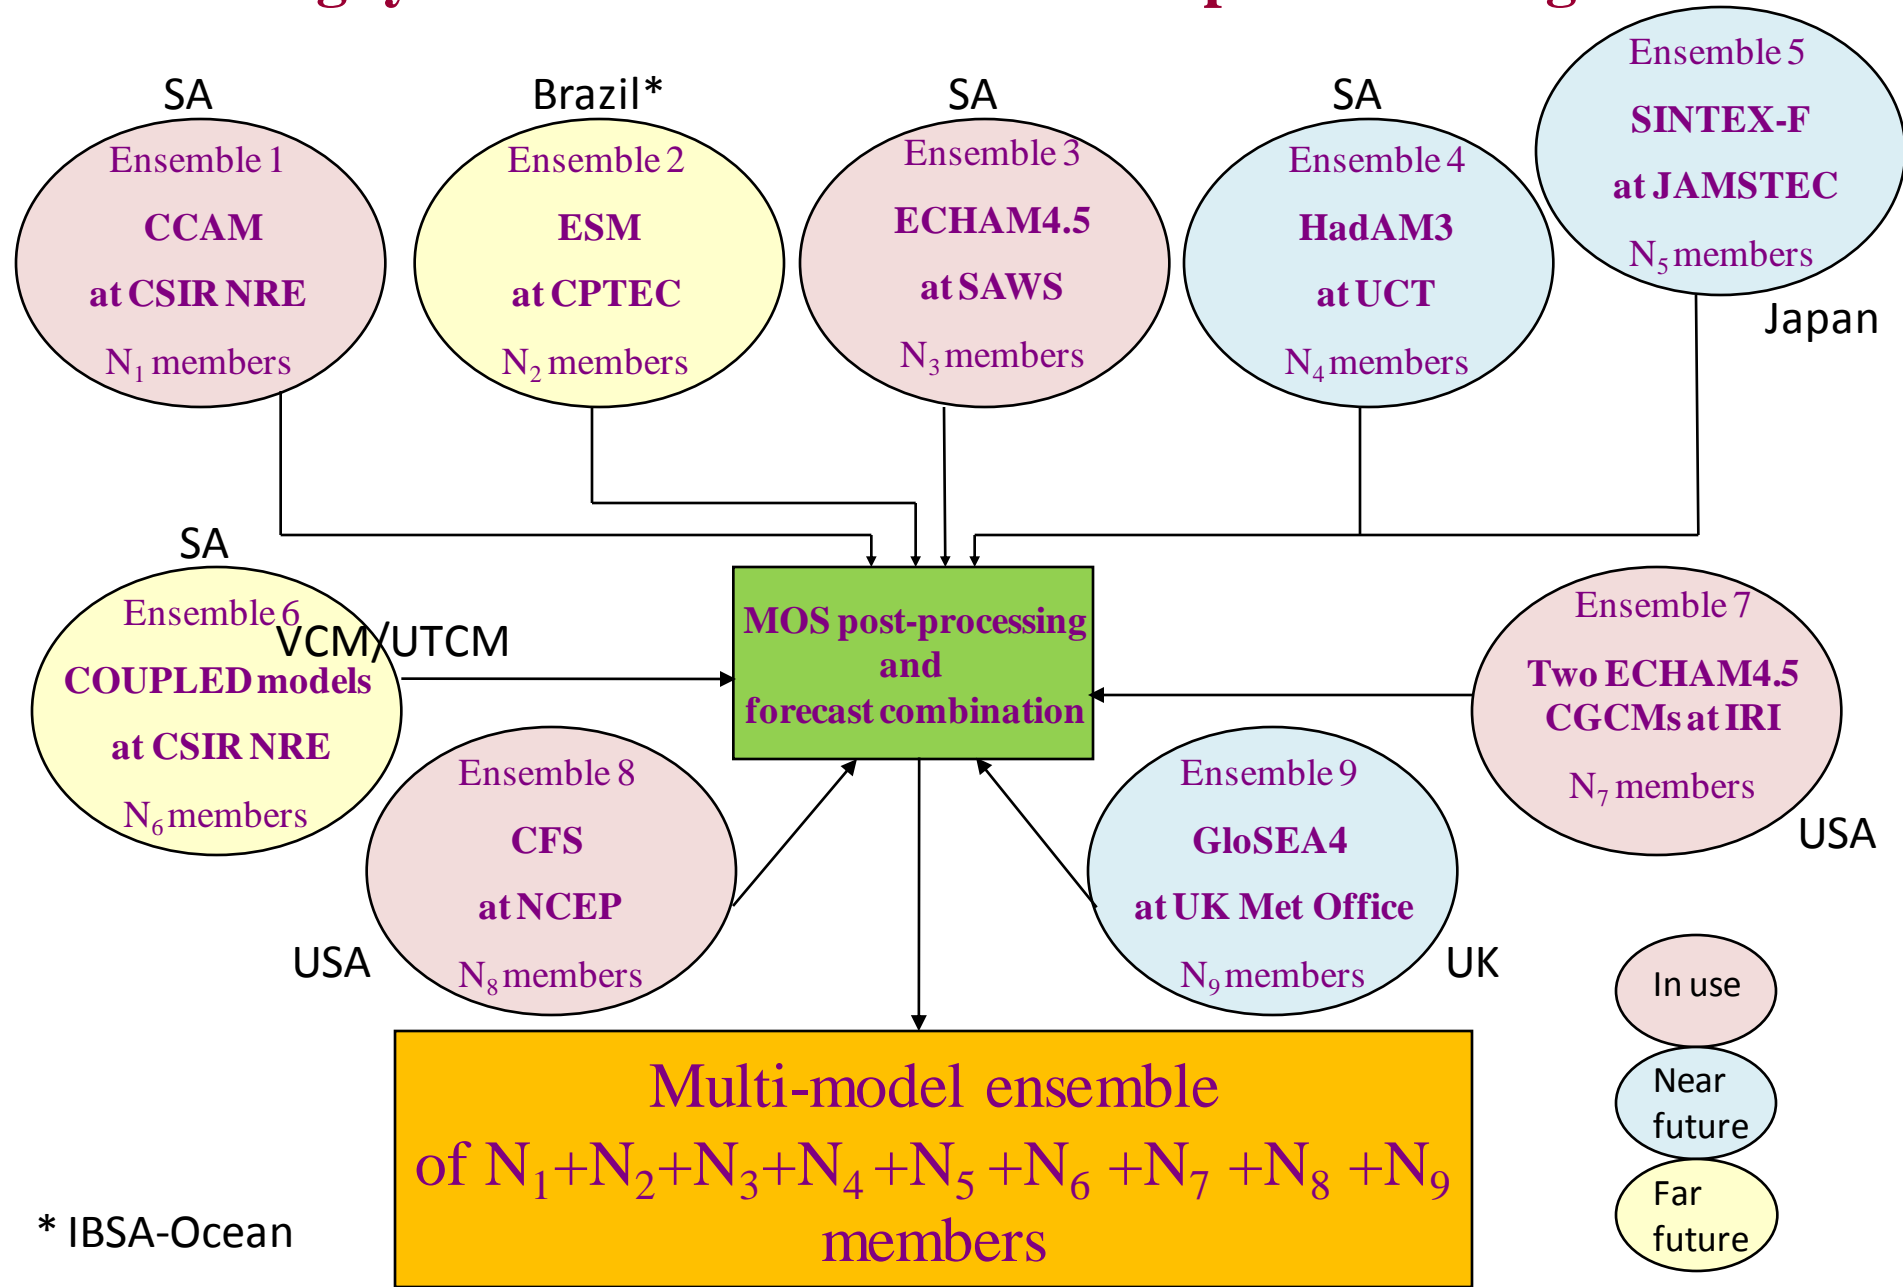 SA
Ensemble 1
CCAM
at CSIR NRE
N₁ members
Brazil*
Ensemble 2
ESM
at CPTEC
N₂ members
SA
Ensemble 3
ECHAM4.5
at SAWS
N₃ members
SA
Ensemble 4
HadAM3
at UCT
N₄ members
Ensemble 5
SINTEX-F
at JAMSTEC
N₅ members
Japan
SA
Ensemble 6
VCM/UTCM
COUPLED models
at CSIR NRE
N₆ members
MOS post-processing
and
forecast combination
Ensemble 7
Two ECHAM4.5
CGCMs at IRI
N₇ members
USA
Ensemble 8
CFS
at NCEP
N₈ members
USA
Ensemble 9
GloSEA4
at UK Met Office
N₉ members
UK
In use
Near
future
Far
future
Multi-model ensemble
of N₁+N₂+N₃+N₄ +N₅ +N₆ +N₇ +N₈ +N₉
members
* IBSA-Ocean